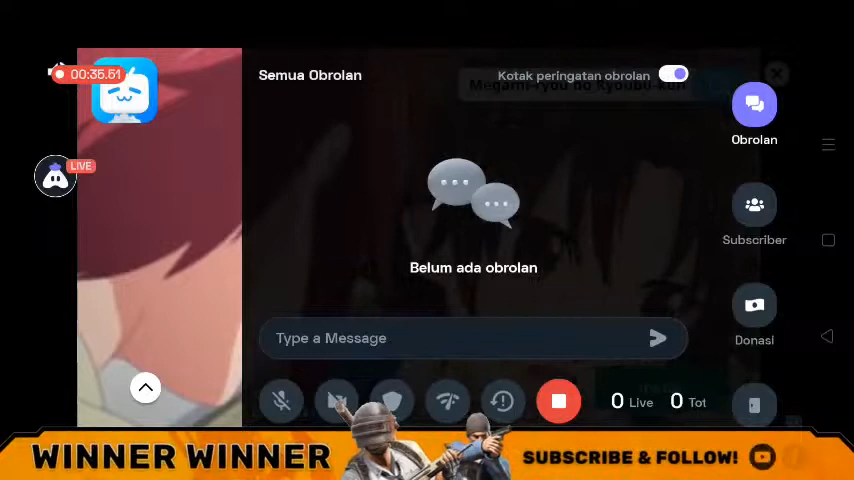 00:35.51
Semua Obrolan
Kotak peringatan obrolan
Megami-ryou no Ryoubo-kun
LIVE
Obrolan
Subscriber
Belum ada obrolan
Donasi
Type a Message
0 Live 0 Tot
WINNER WINNER
SUBSCRIBE & FOLLOW!